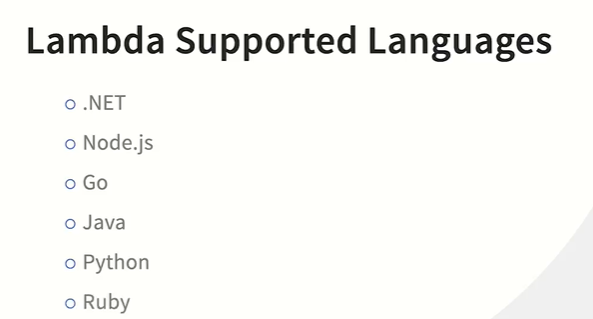 Lambda Supported Languages
.NET
Node.js
Go
Java
Python
Ruby